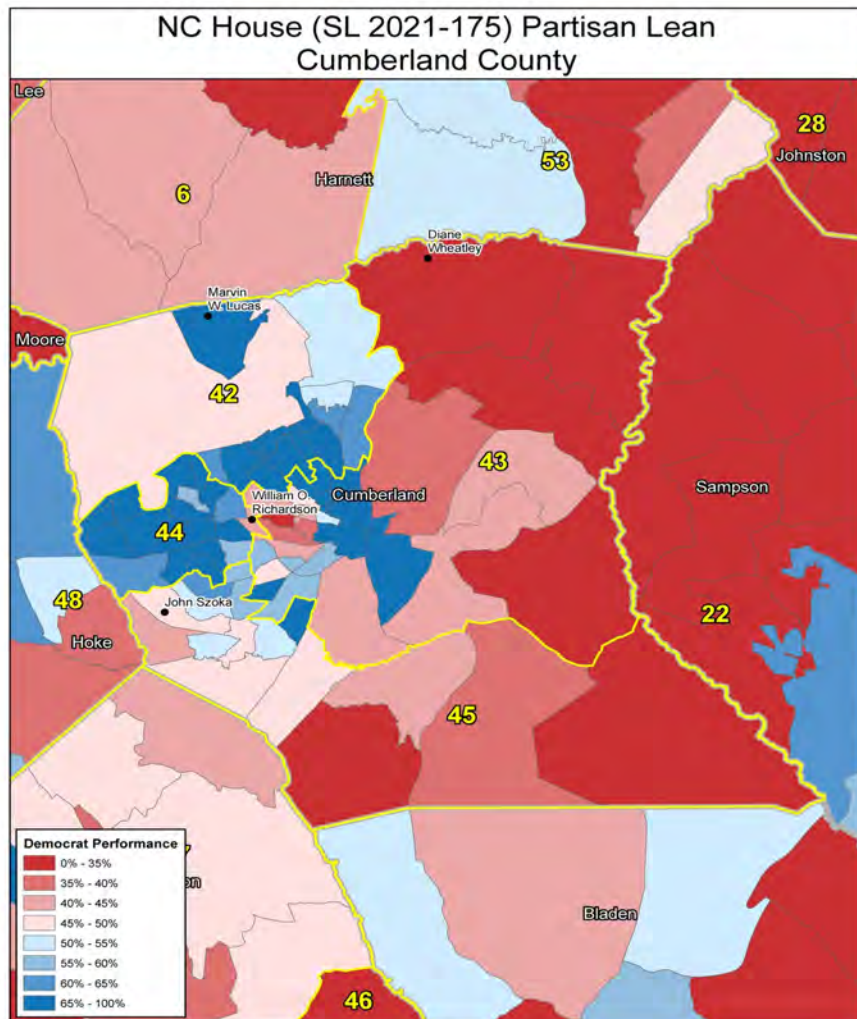 NC House (SL 2021-175) Partisan Lean
Cumberland County
Lee
28
Johnston
53
Harnett
6
Diane
Wheatley
Marvin
W. Lucas
Moore
42
43
William O.
Richardson
Cumberland
Sampson
44
48
John Szoka
Hoke
22
45
Democrat Performance
0% - 35%
35% - 40%
40% - 45%
45% - 50%
50% - 55%
55% - 60%
60% - 65%
65% - 100%
on
Bladen
46